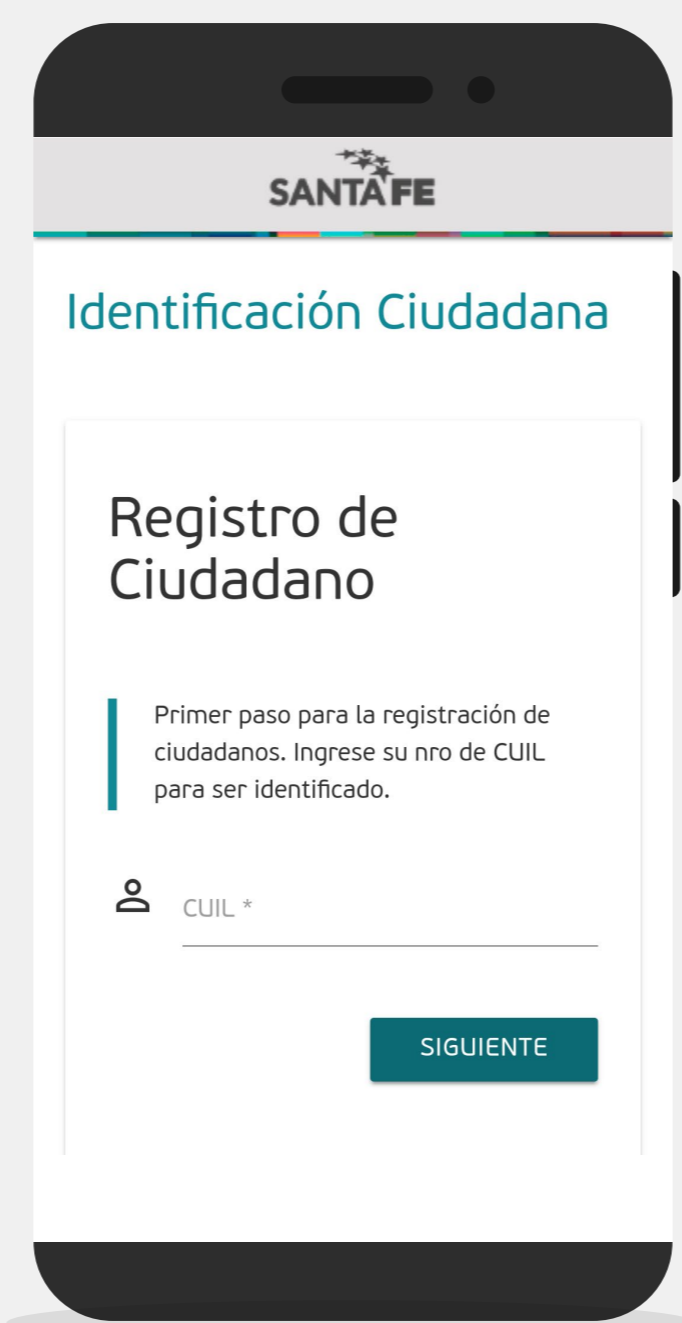 SANTA FE
Identificación Ciudadana
Registro de
Ciudadano
Primer paso para la registración de
ciudadanos. Ingrese su nro de CUIL
para ser identificado.
CUIL *
SIGUIENTE